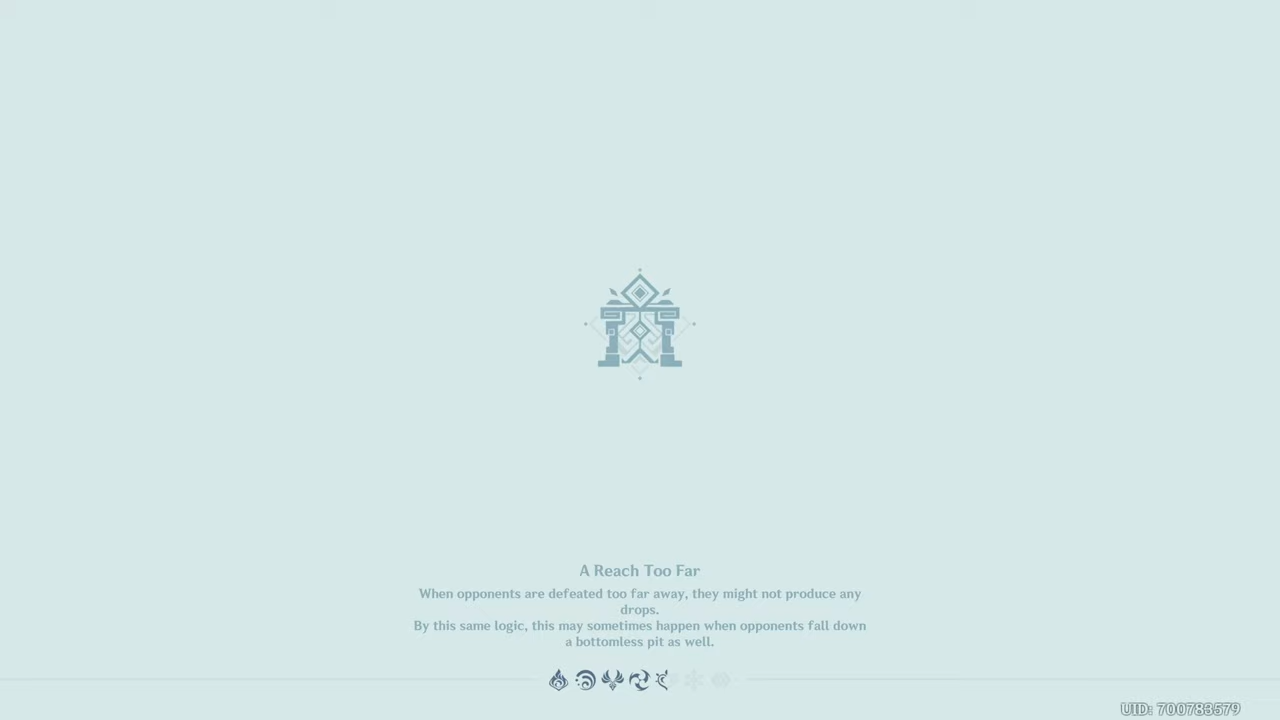 A Reach Too Far
When opponents are defeated too far away, they might not produce any
drops.
By this same logic, this may sometimes happen when opponents fall down
a bottomless pit as well.
UID: 700783579